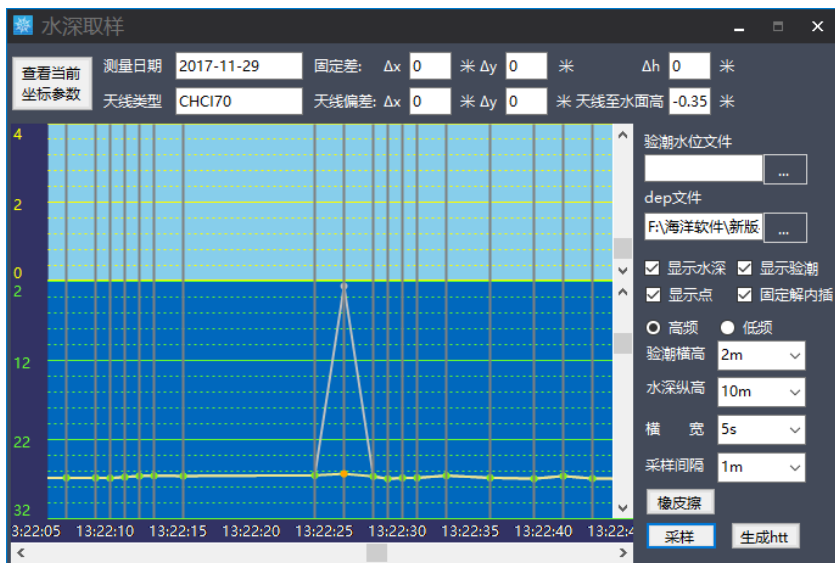 水深取样
查看当前
坐标参数
测量日期 2017-11-29 固定差: Δx 0 米 Δy 0 米 Δh 0 米
天线类型 CHCI70 天线偏差: Δx 0 米 Δy 0 米 天线至水面高 -0.35 米
4
2
0
2
12
22
32
3:22:05 13:22:10 13:22:15 13:22:20 13:22:25 13:22:30 13:22:35 13:22:40 13:22:4
验潮水位文件
...
dep文件
F:\海洋软件\新版 ...
显示水深 显示验潮
显示点 固定解内插
高频 低频
验潮横高 2m
水深纵高 10m
横 宽 5s
采样间隔 1m
橡皮擦
采样 生成htt